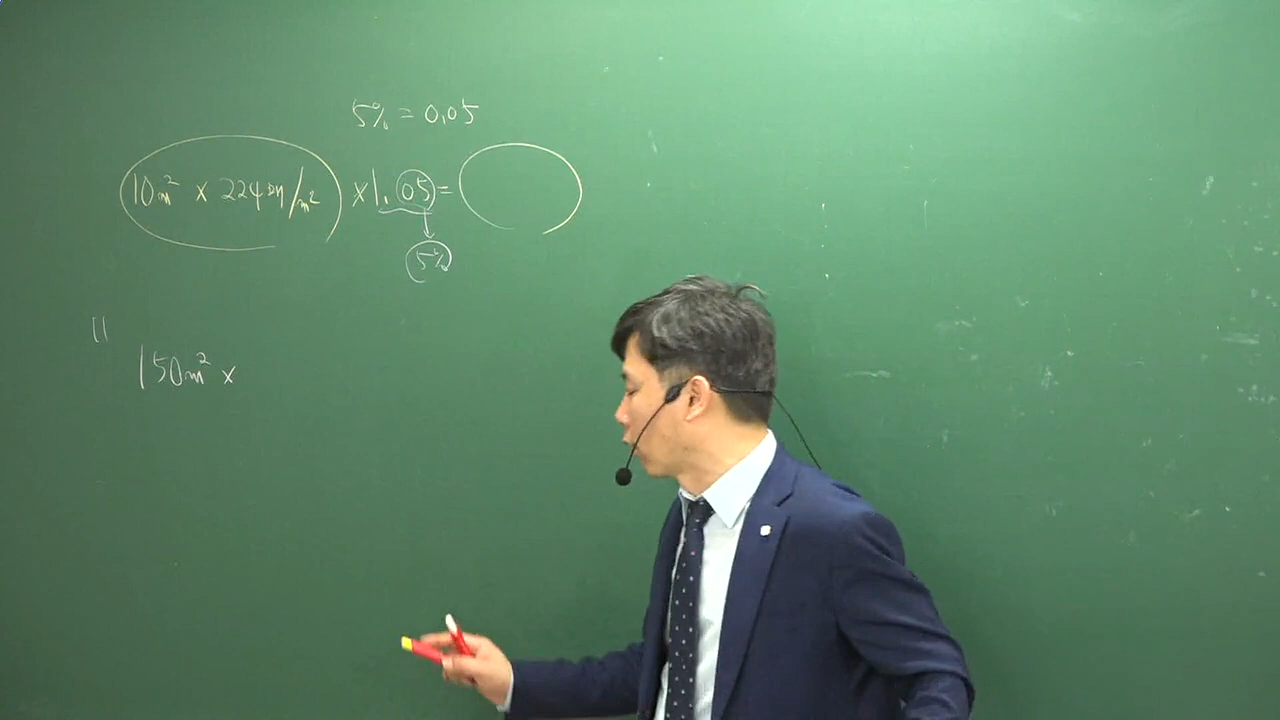 5% = 0.05
10m² x 224매/m² x 1.05 =
5%
11
150m² x